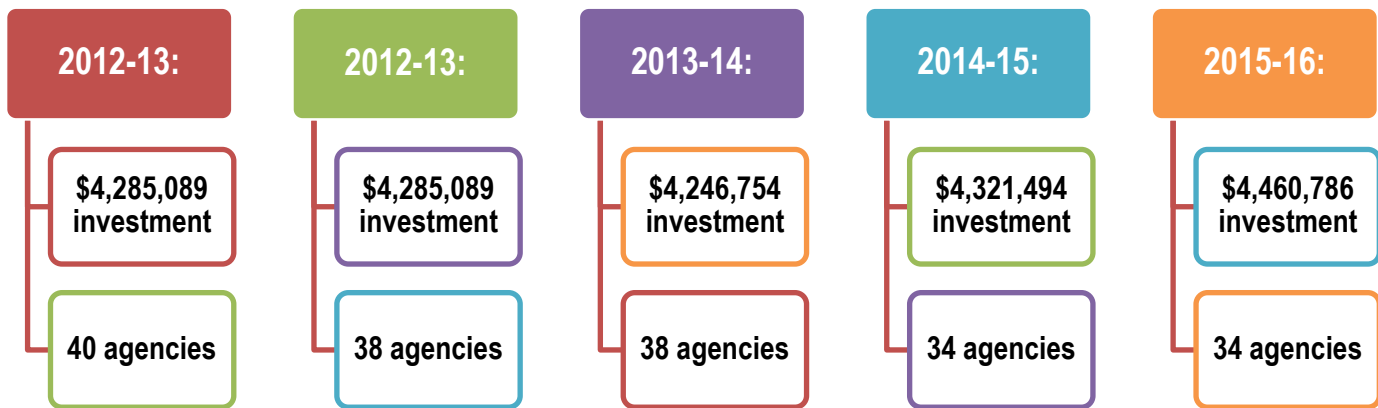 2012-13:
$4,285,089
investment
40 agencies
2012-13:
$4,285,089
investment
38 agencies
2013-14:
$4,246,754
investment
38 agencies
2014-15:
$4,321,494
investment
34 agencies
2015-16:
$4,460,786
investment
34 agencies